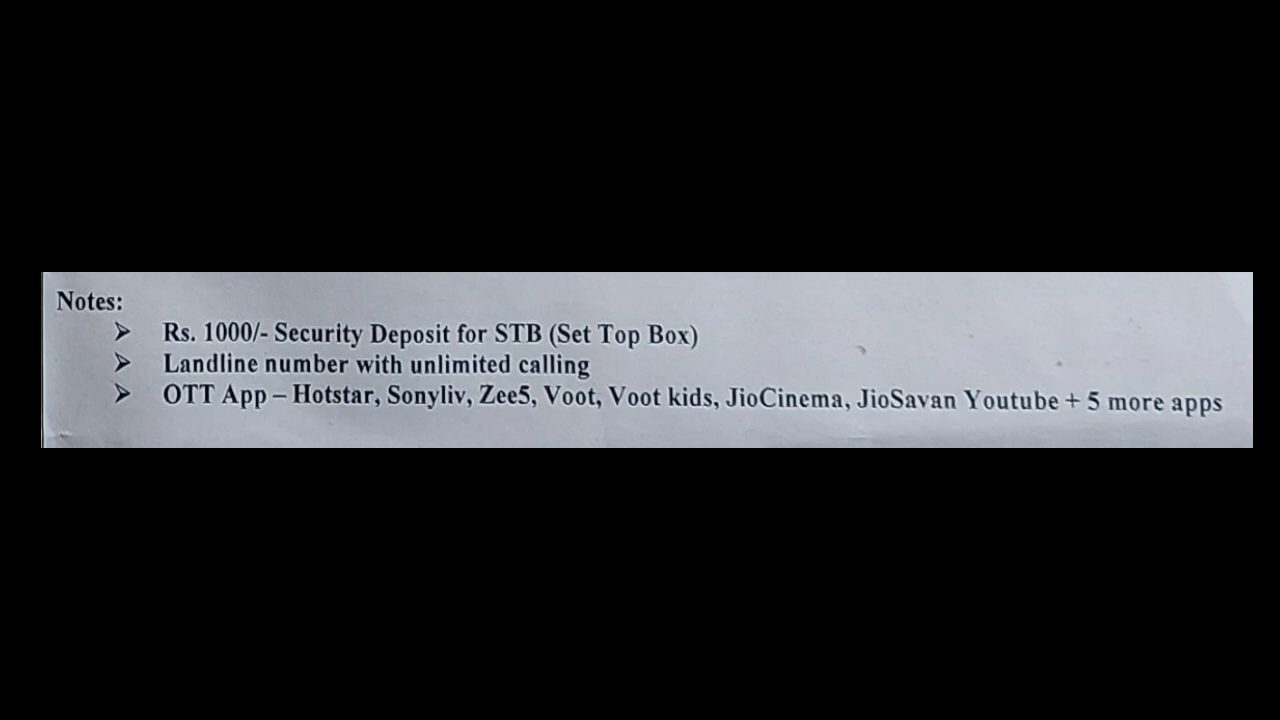 Notes:
➢ Rs. 1000/- Security Deposit for STB (Set Top Box)
➢ Landline number with unlimited calling
➢ OTT App – Hotstar, Sonyliv, Zee5, Voot, Voot kids, JioCinema, JioSavan Youtube + 5 more apps